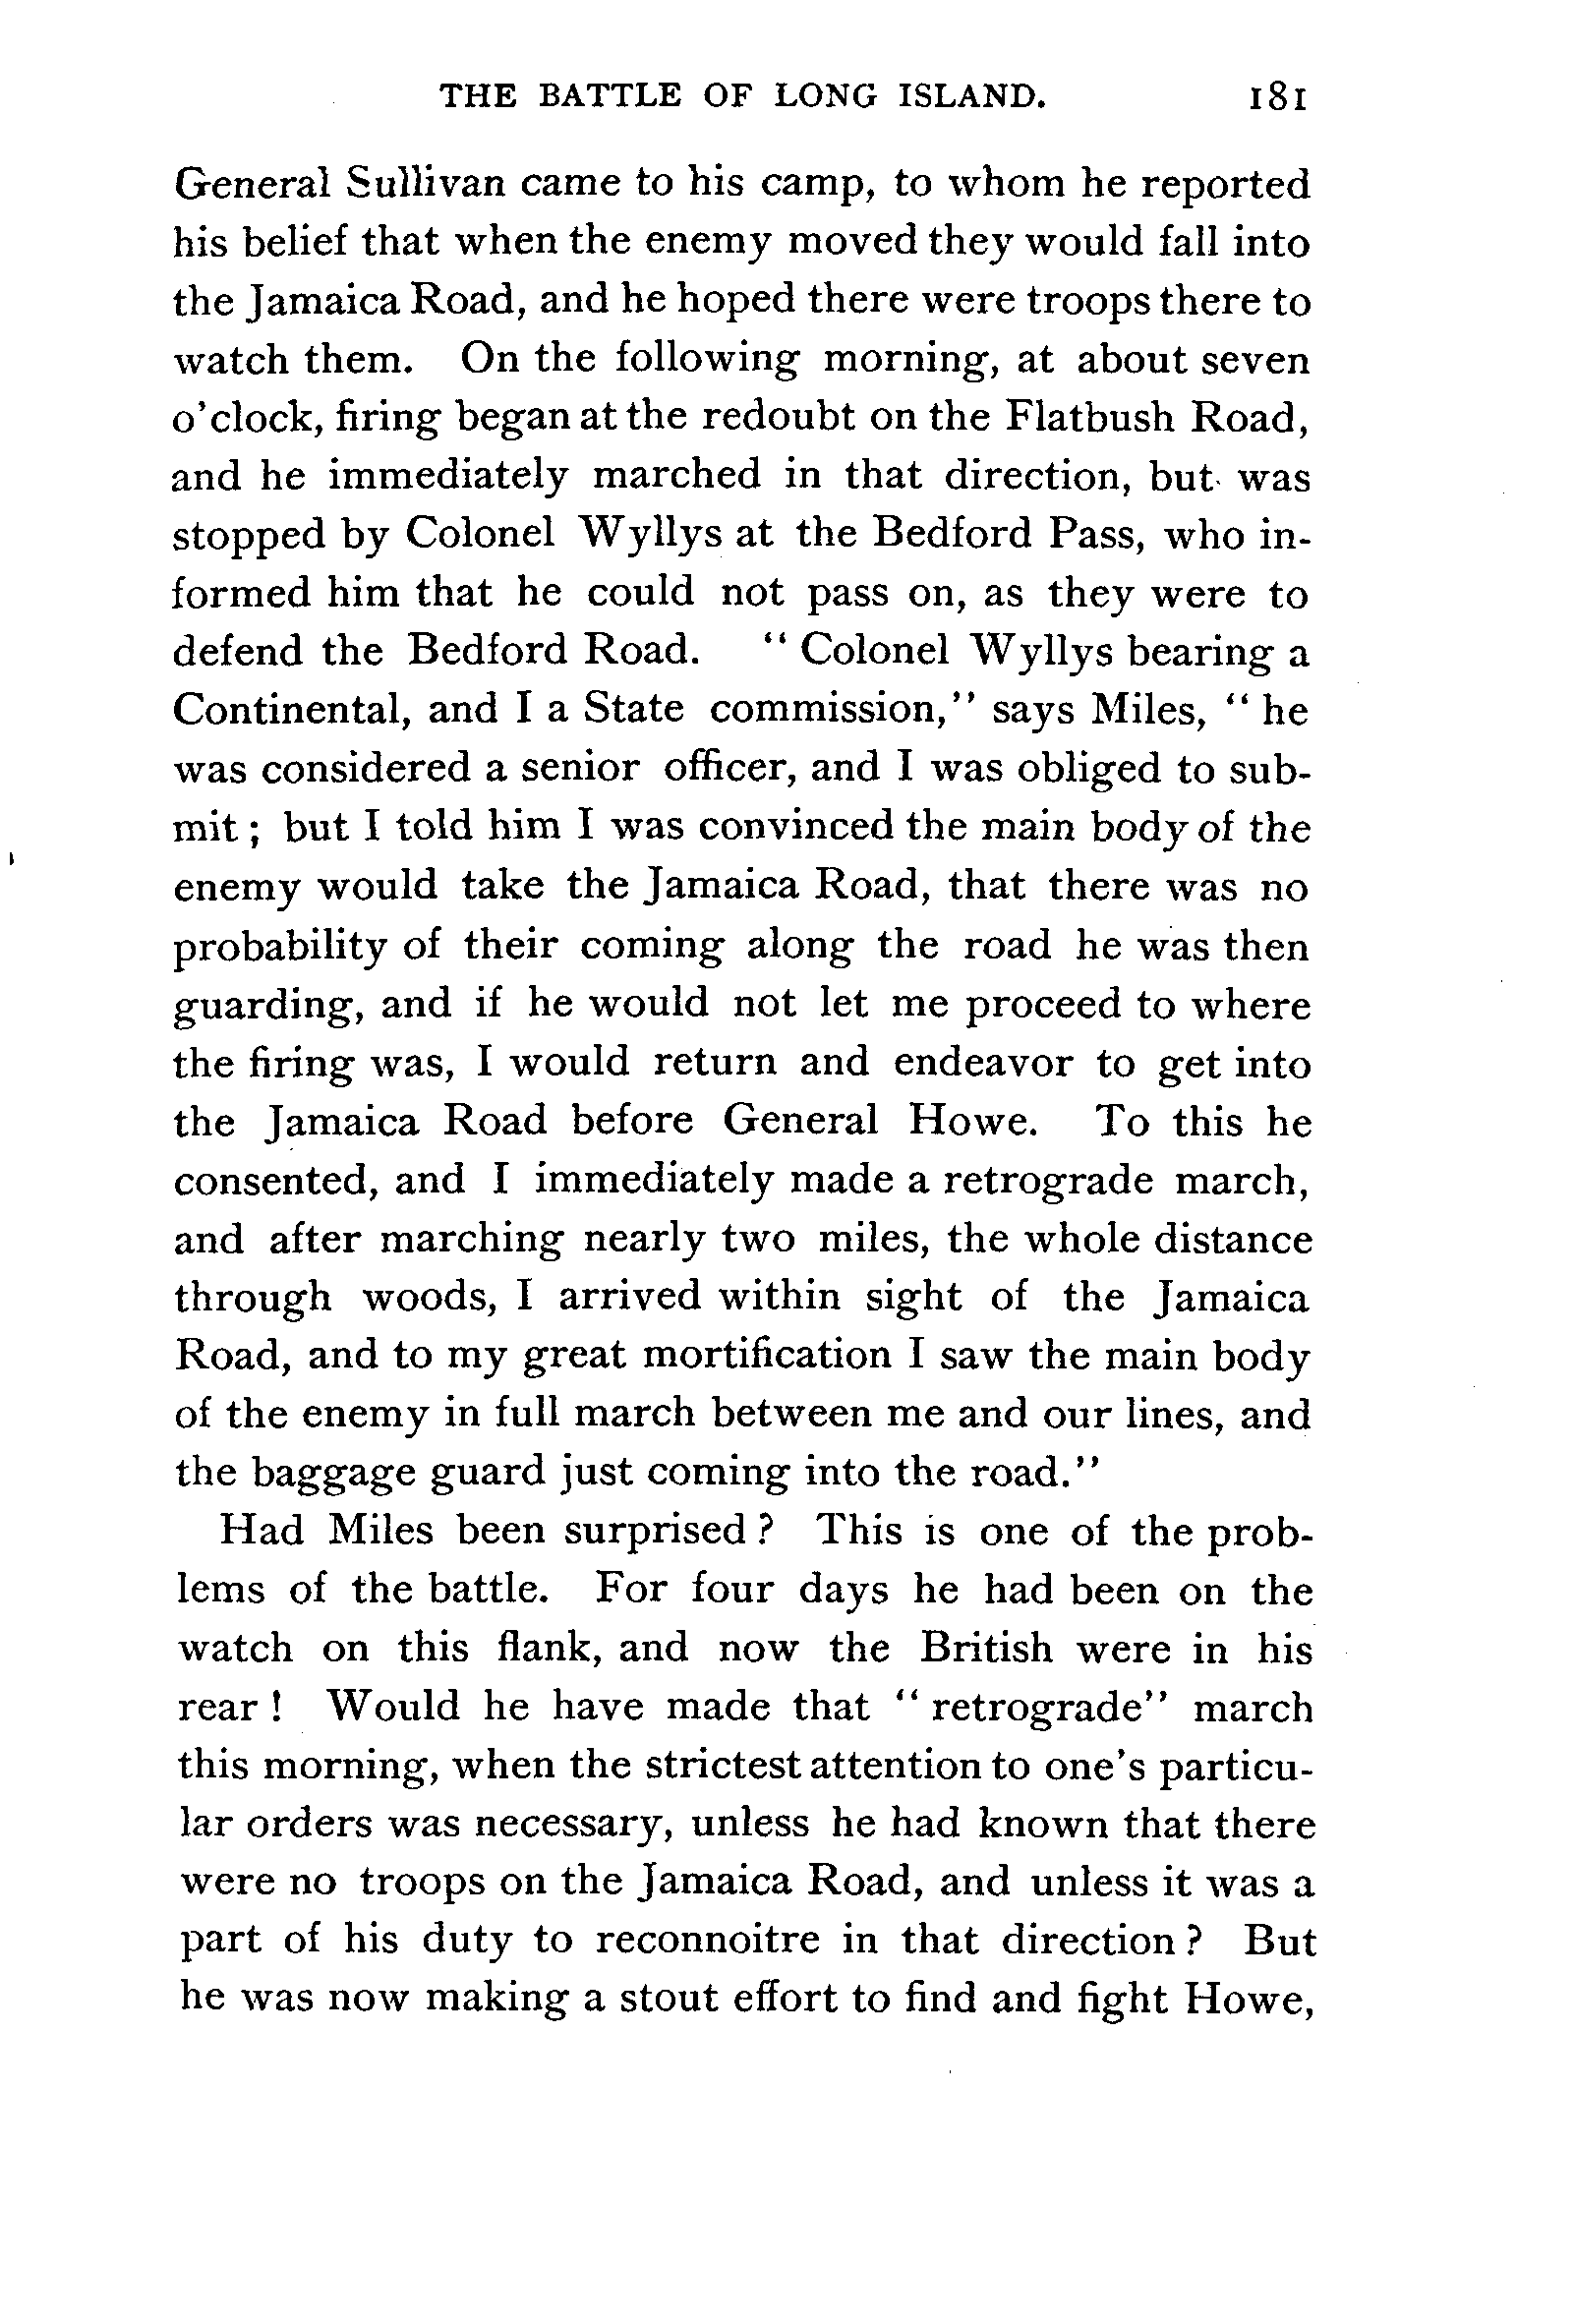 THE BATTLE OF LONG ISLAND. 181
General Sullivan came to his camp, to whom he reported
his belief that when the enemy moved they would fall into
the Jamaica Road, and he hoped there were troops there to
watch them. On the following morning, at about seven
o'clock, firing began at the redoubt on the Flatbush Road,
and he immediately marched in that direction, but was
stopped by Colonel Wyllys at the Bedford Pass, who in-
formed him that he could not pass on, as they were to
defend the Bedford Road. "Colonel Wyllys bearing a
Continental, and I a State commission," says Miles, "he
was considered a senior officer, and I was obliged to sub-
mit; but I told him I was convinced the main body of the
enemy would take the Jamaica Road, that there was no
probability of their coming along the road he was then
guarding, and if he would not let me proceed to where
the firing was, I would return and endeavor to get into
the Jamaica Road before General Howe. To this he
consented, and I immediately made a retrograde march,
and after marching nearly two miles, the whole distance
through woods, I arrived within sight of the Jamaica
Road, and to my great mortification I saw the main body
of the enemy in full march between me and our lines, and
the baggage guard just coming into the road."
Had Miles been surprised? This is one of the prob-
lems of the battle. For four days he had been on the
watch on this flank, and now the British were in his
rear! Would he have made that "retrograde" march
this morning, when the strictest attention to one's particu-
lar orders was necessary, unless he had known that there
were no troops on the Jamaica Road, and unless it was a
part of his duty to reconnoitre in that direction? But
he was now making a stout effort to find and fight Howe,